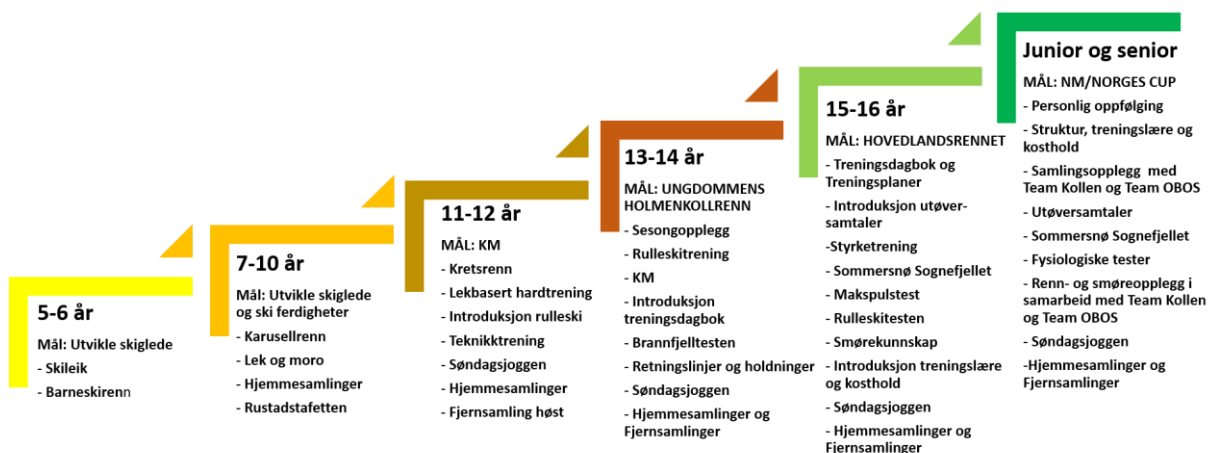 5-6 år
Mål: Utvikle skiglede
- Skileik
- Barneskirenn
7-10 år
Mål: Utvikle skiglede
og ski ferdigheter
- Karusellrenn
- Lek og moro
- Hjemmesamlinger
- Rustadstafetten
11-12 år
MÅL: KM
- Kretsrenn
- Lekbasert hardtrening
- Introduksjon rulleski
- Teknikktrening
- Søndagsjoggen
- Hjemmesamlinger
- Fjernsamling høst
13-14 år
MÅL: UNGDOMMENS
HOLMENKOLLRENN
- Sesongopplegg
- Rulleskitrening
- KM
- Introduksjon
treningsdagbok
- Brannfjelltesten
- Retningslinjer og holdninger
- Søndagsjoggen
- Hjemmesamlinger og
Fjernsamlinger
15-16 år
MÅL: HOVEDLANDSRENNET
- Treningsdagbok og
Treningsplaner
- Introduksjon utøver-
samtaler
-Styrketrening
- Sommersnø Sognefjellet
- Makspulstest
- Rulleskitesten
- Smørekunnskap
- Introduksjon treningslære
og kosthold
- Søndagsjoggen
- Hjemmesamlinger og
Fjernsamlinger
Junior og senior
MÅL: NM/NORGES CUP
- Personlig oppfølging
- Struktur, treningslære og
kosthold
- Samlingsopplegg med
Team Kollen og Team OBOS
- Utøversamtaler
- Sommersnø Sognefjellet
- Fysiologiske tester
- Renn- og smøreopplegg i
samarbeid med Team Kollen
og Team OBOS
- Søndagsjoggen
-Hjemmesamlinger og
Fjernsamlinger